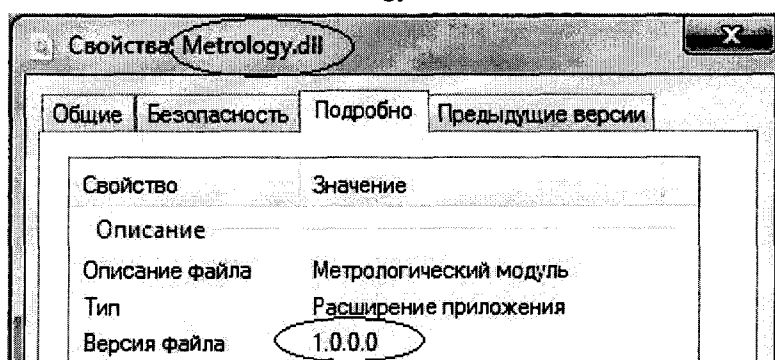 Свойства: Metrology.dll
Общие Безопасность Подробно Предыдущие версии
Свойство Значение
Описание
Описание файла Метрологический модуль
Тип Расширение приложения
Версия файла 1.0.0.0